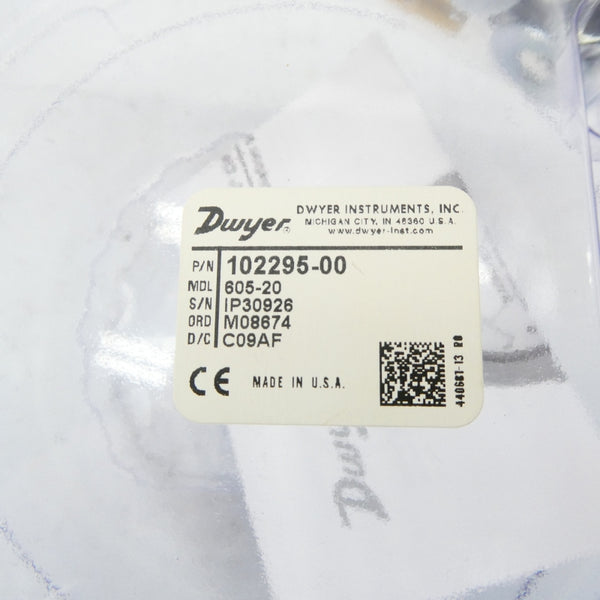 Dwyer®
DWYER INSTRUMENTS, INC.
MICHIGAN CITY, IN 46360 U.S.A.
www.dwyer-inst.com
P/N 102295-00
MDL 605-20
S/N IP30926
ORD M08674
D/C C09AF
CE MADE IN U.S.A.
440687-13 R0
Dwyer